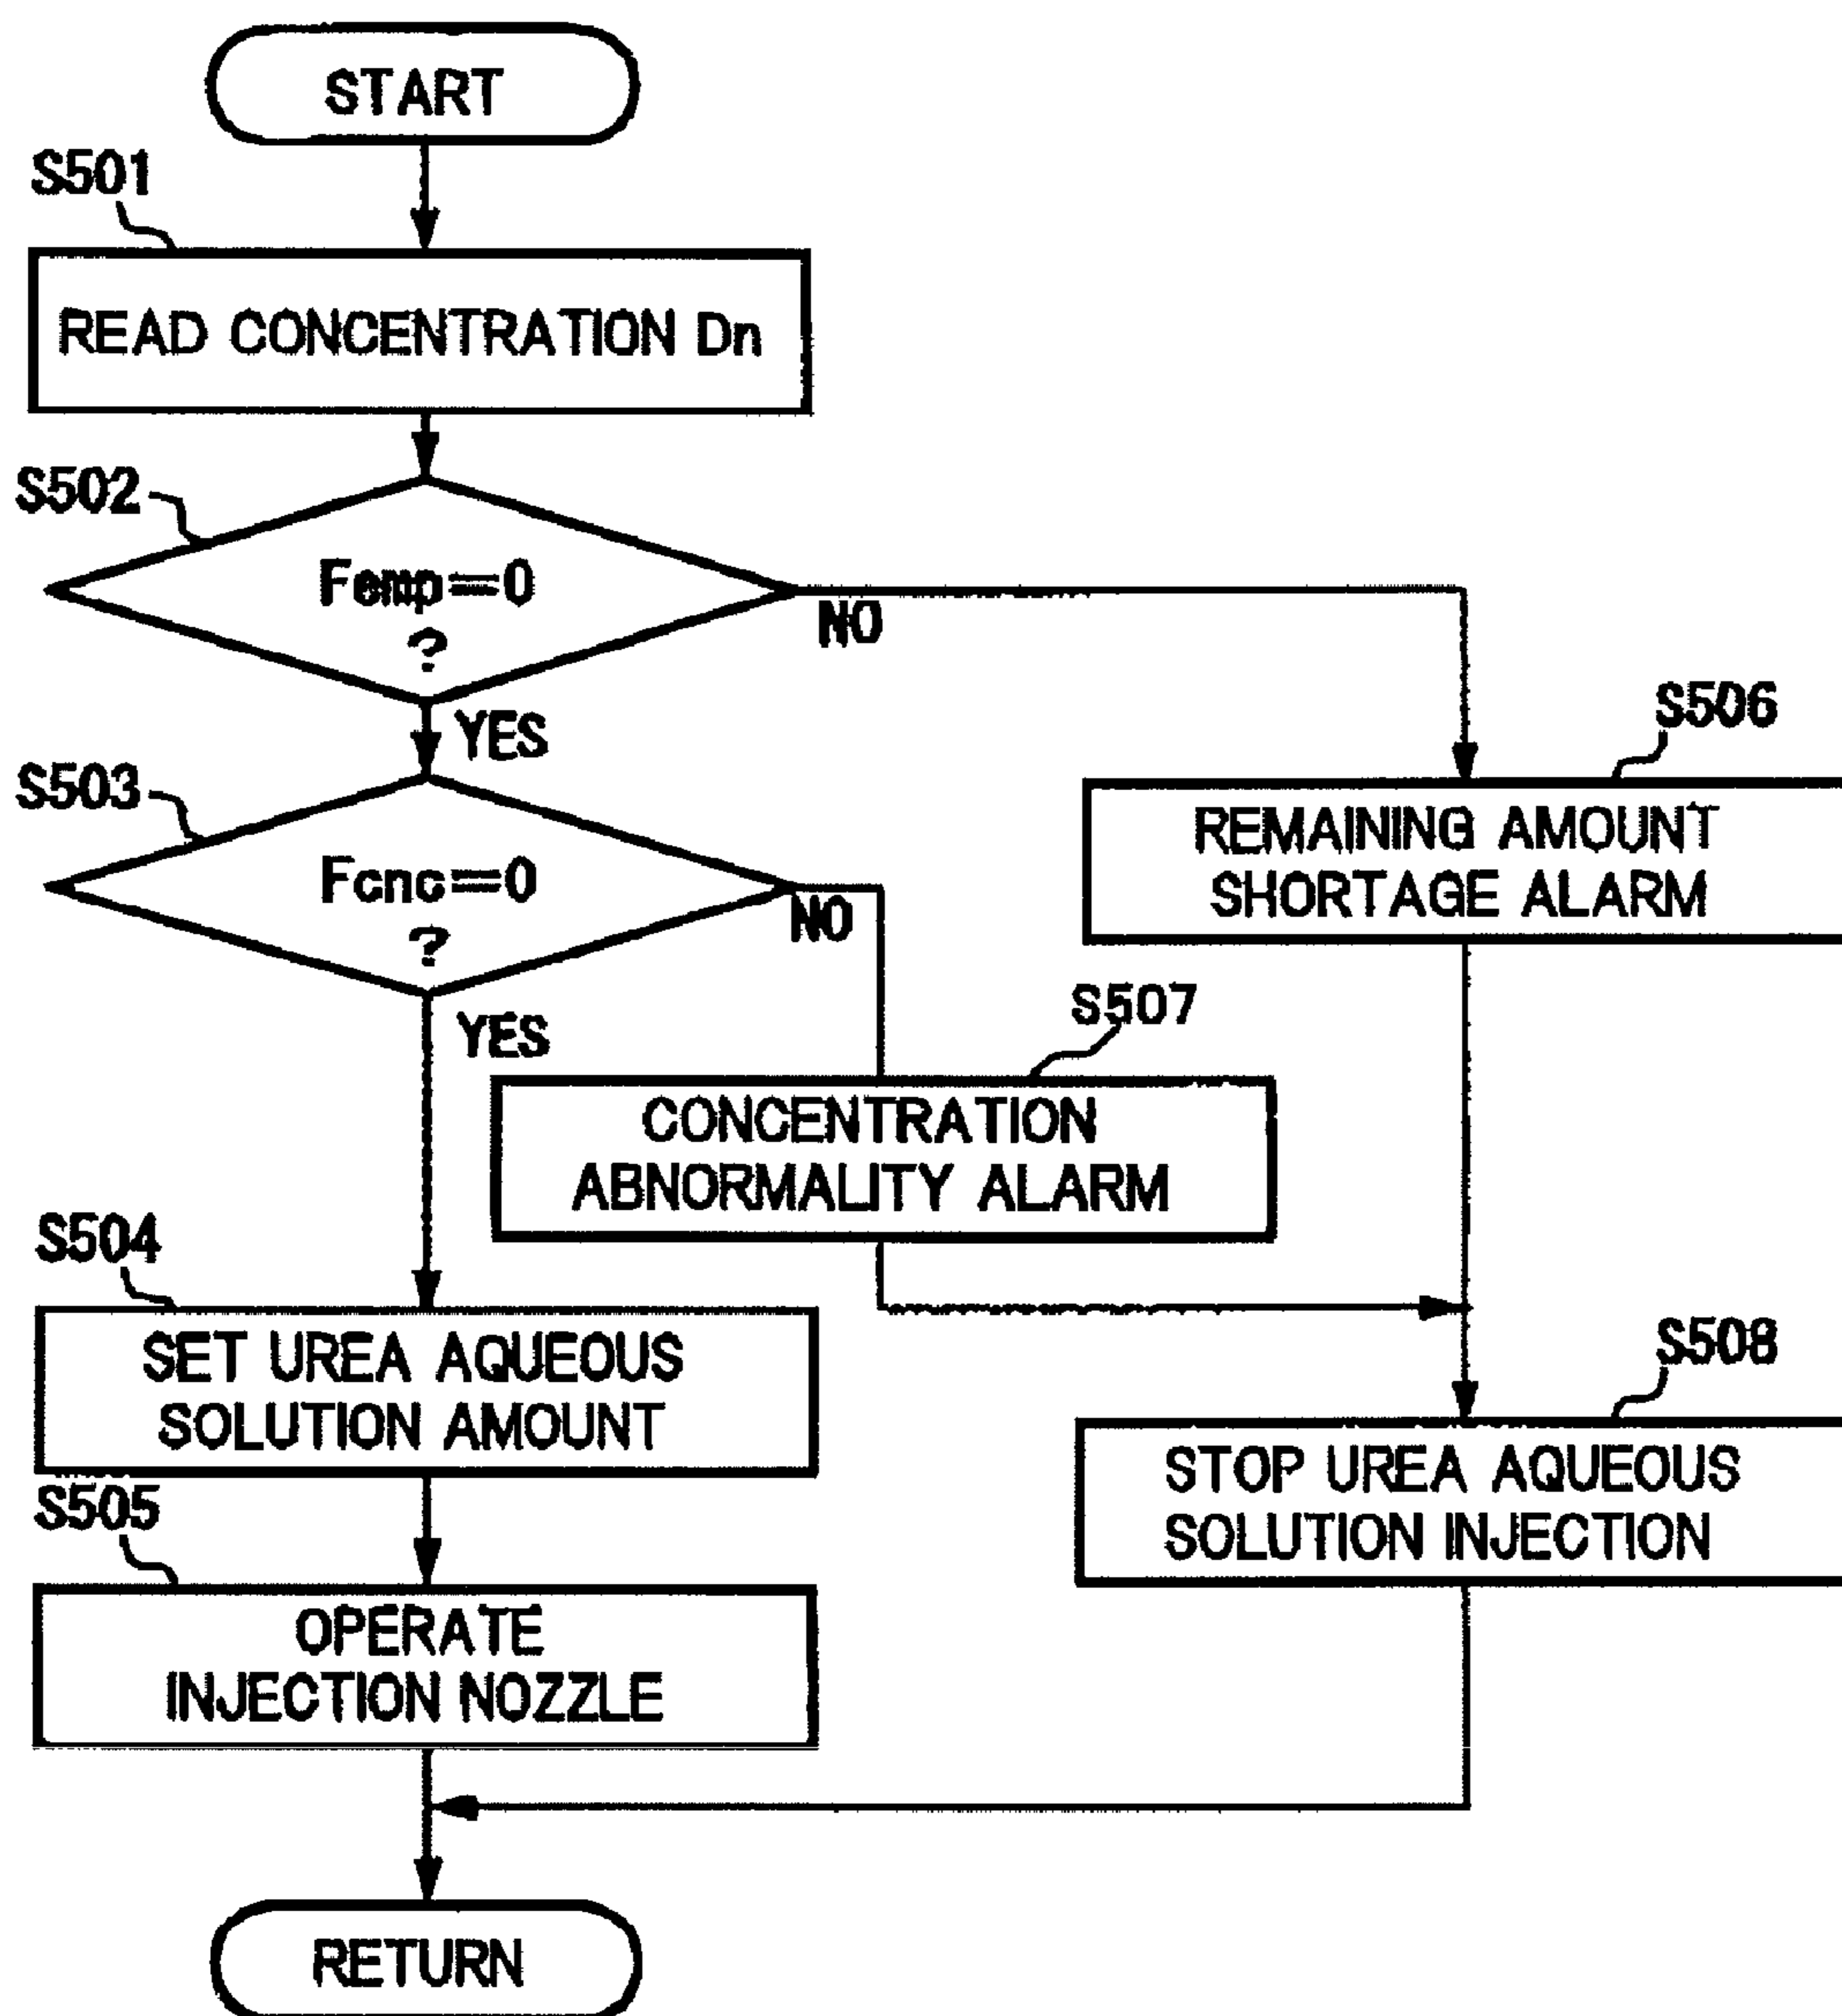 START
S501
READ CONCENTRATION Dn
S502
Femp=0
?
NO
YES
S506
S503
REMAINING AMOUNT
SHORTAGE ALARM
Fcnc=0
?
NO
S507
YES
CONCENTRATION
ABNORMALITY ALARM
S504
SET UREA AQUEOUS
SOLUTION AMOUNT
S508
STOP UREA AQUEOUS
SOLUTION INJECTION
S505
OPERATE
INJECTION NOZZLE
RETURN